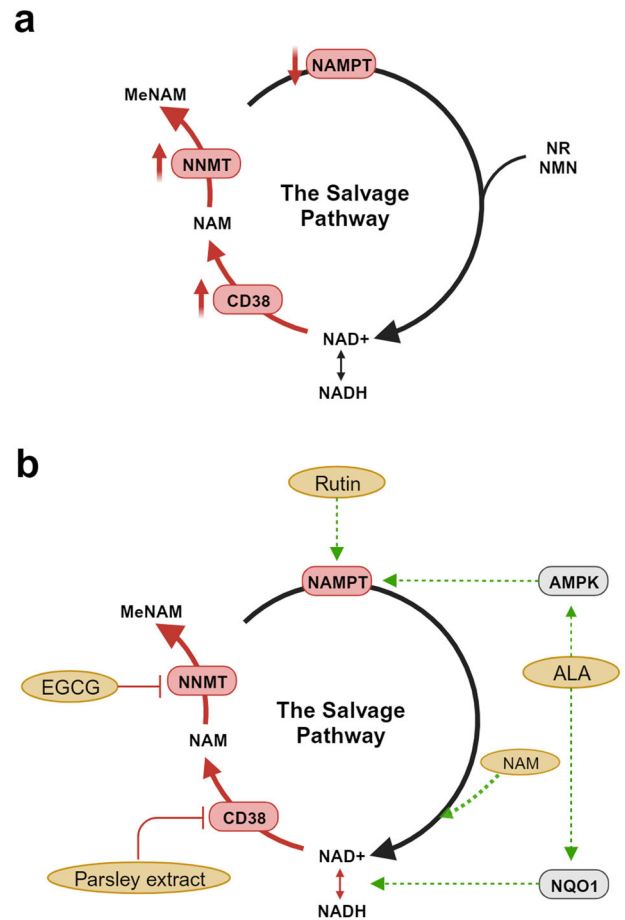 a
NAMPT
MeNAM
NNMT
NR
NMN
The Salvage
Pathway
NAM
CD38
NAD+
NADH
b
Rutin
NAMPT
AMPK
MeNAM
EGCG
NNMT
ALA
The Salvage
Pathway
NAM
NAM
CD38
NAD+
Parsley extract
NQO1
NADH